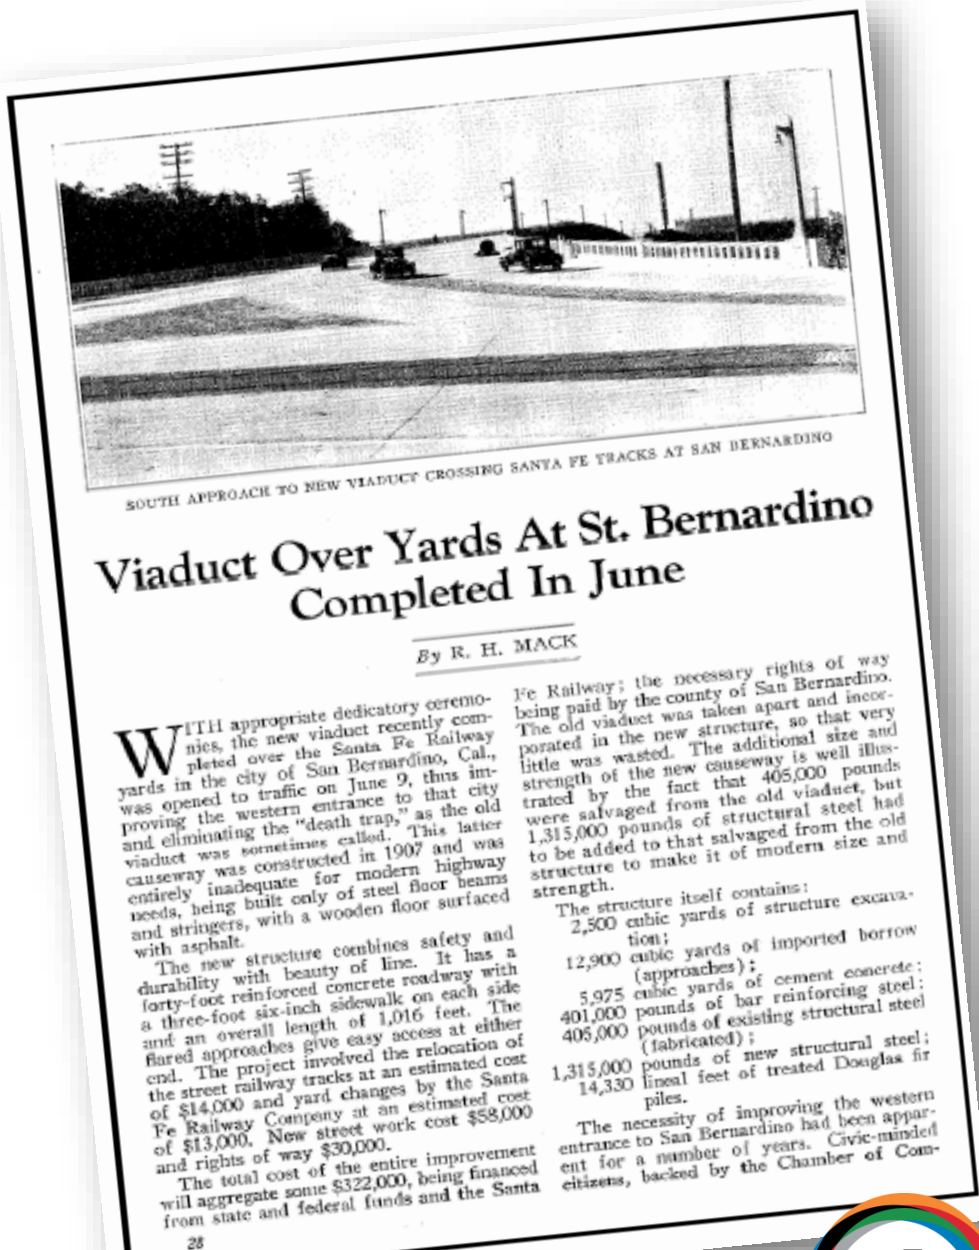 SOUTH APPROACH TO NEW VIADUCT CROSSING SANTA FE TRACKS AT SAN BERNARDINO
Viaduct Over Yards At St. Bernardino
Completed In June
By R. H. MACK
WITH appropriate dedicatory ceremo-
nies, the new viaduct recently com-
pleted over the Santa Fe Railway
yards in the city of San Bernardino, Cal.,
was opened to traffic on June 9, thus im-
proving the western entrance to that city
and eliminating the "death trap," as the old
viaduct was sometimes called. This latter
causeway was constructed in 1907 and was
entirely inadequate for modern highway
needs, being built only of steel floor beams
and stringers, with a wooden floor surfaced
with asphalt.
The new structure combines safety and
durability with beauty of line. It has a
forty-foot reinforced concrete roadway with
a three-foot six-inch sidewalk on each side
and an overall length of 1,016 feet. The
flared approaches give easy access at either
end. The project involved the relocation of
the street railway tracks at an estimated cost
of $14,000 and yard changes by the Santa
Fe Railway Company at an estimated cost
of $13,000. New street work cost $58,000
and rights of way $30,000.
The total cost of the entire improvement
will aggregate some $322,000, being financed
from state and federal funds and the Santa
28
Fe Railway; the necessary rights of way
being paid by the county of San Bernardino.
The old viaduct was taken apart and incor-
porated in the new structure, so that very
little was wasted. The additional size and
strength of the new causeway is well illus-
trated by the fact that 405,000 pounds
were salvaged from the old viaduct, but
1,315,000 pounds of structural steel had
to be added to that salvaged from the old
structure to make it of modern size and
strength.
The structure itself contains:
2,500 cubic yards of structure excava-
tion;
12,900 cubic yards of imported borrow
(approaches);
5,975 cubic yards of cement concrete;
401,000 pounds of bar reinforcing steel;
405,000 pounds of existing structural steel
(fabricated);
1,315,000 pounds of new structural steel;
14,330 lineal feet of treated Douglas fir
piles.
The necessity of improving the western
entrance to San Bernardino had been appar-
ent for a number of years. Civic-minded
citizens, backed by the Chamber of Com-